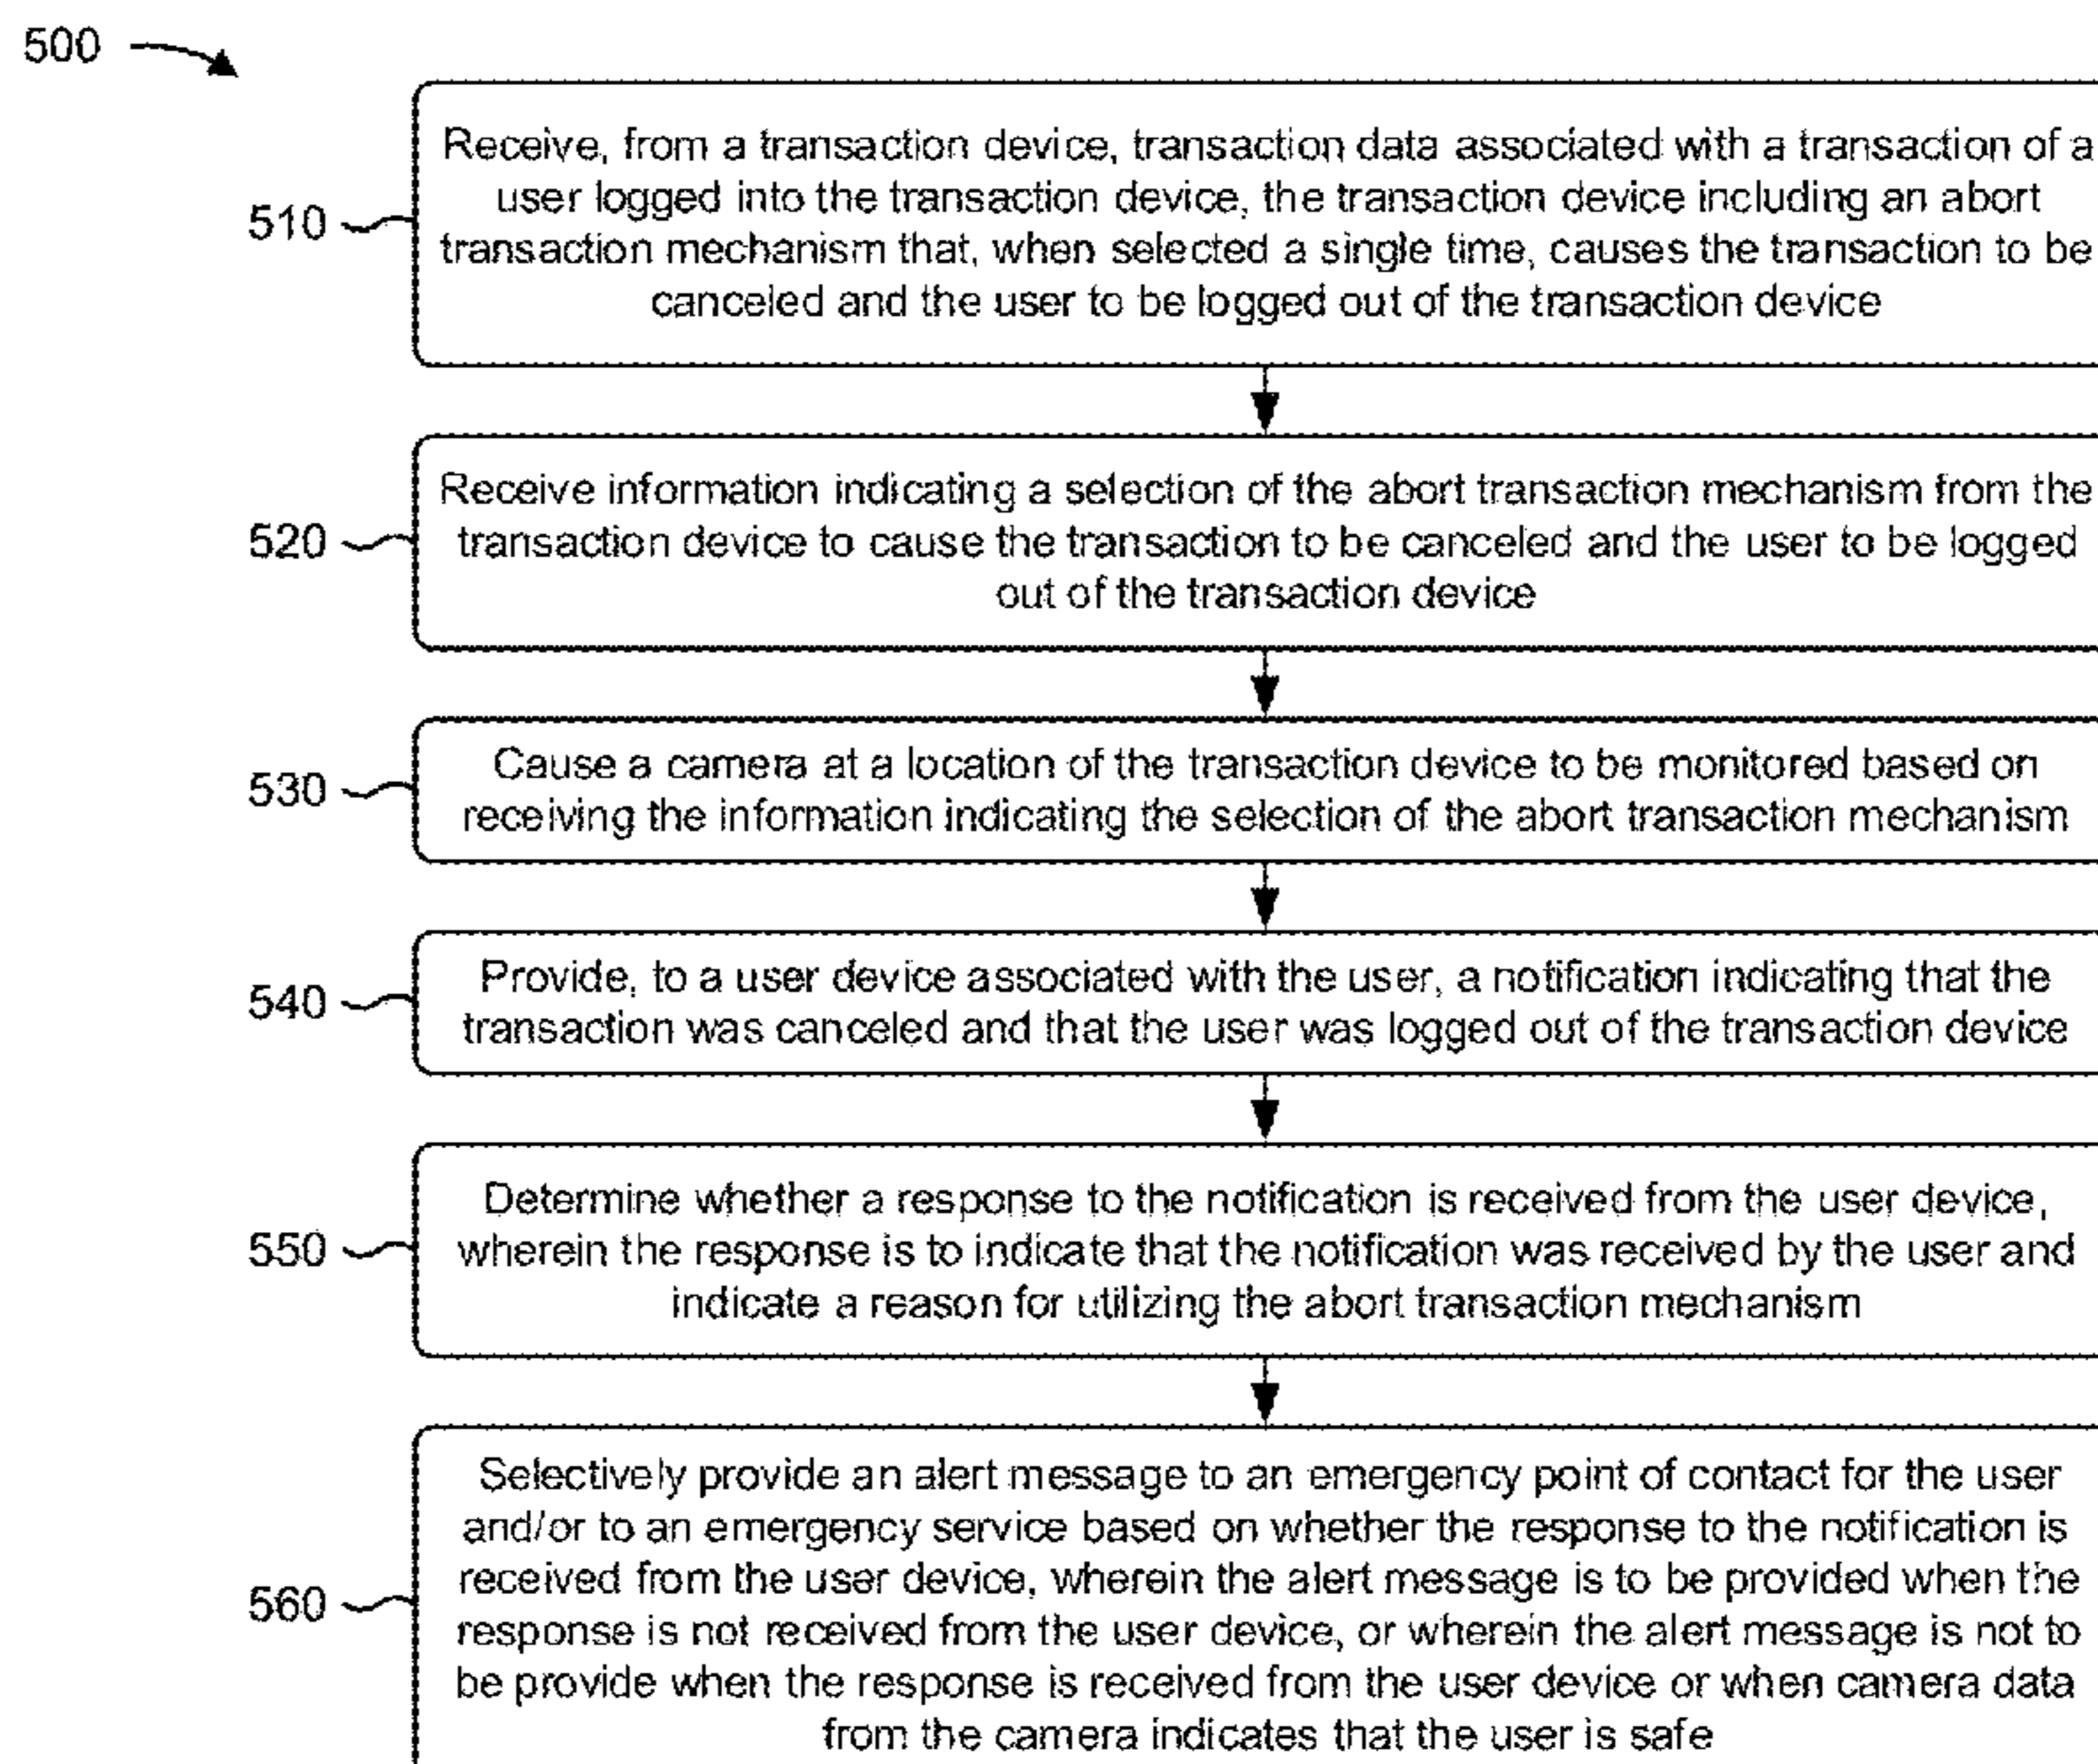 500
Receive, from a transaction device, transaction data associated with a transaction of a
user logged into the transaction device, the transaction device including an abort
510
transaction mechanism that, when selected a single time, causes the transaction to be
canceled and the user to be logged out of the transaction device
Receive information indicating a selection of the abort transaction mechanism from the
520
transaction device to cause the transaction to be canceled and the user to be logged
out of the transaction device
Cause a camera at a location of the transaction device to be monitored based on
530
receiving the information indicating the selection of the abort transaction mechanism
Provide, to a user device associated with the user, a notification indicating that the
540
transaction was canceled and that the user was logged out of the transaction device
Determine whether a response to the notification is received from the user device,
550
wherein the response is to indicate that the notification was received by the user and
indicate a reason for utilizing the abort transaction mechanism
Selectively provide an alert message to an emergency point of contact for the user
and/or to an emergency service based on whether the response to the notification is
received from the user device, wherein the alert message is to be provided when the
560
response is not received from the user device, or wherein the alert message is not to
be provide when the response is received from the user device or when camera data
from the camera indicates that the user is safe